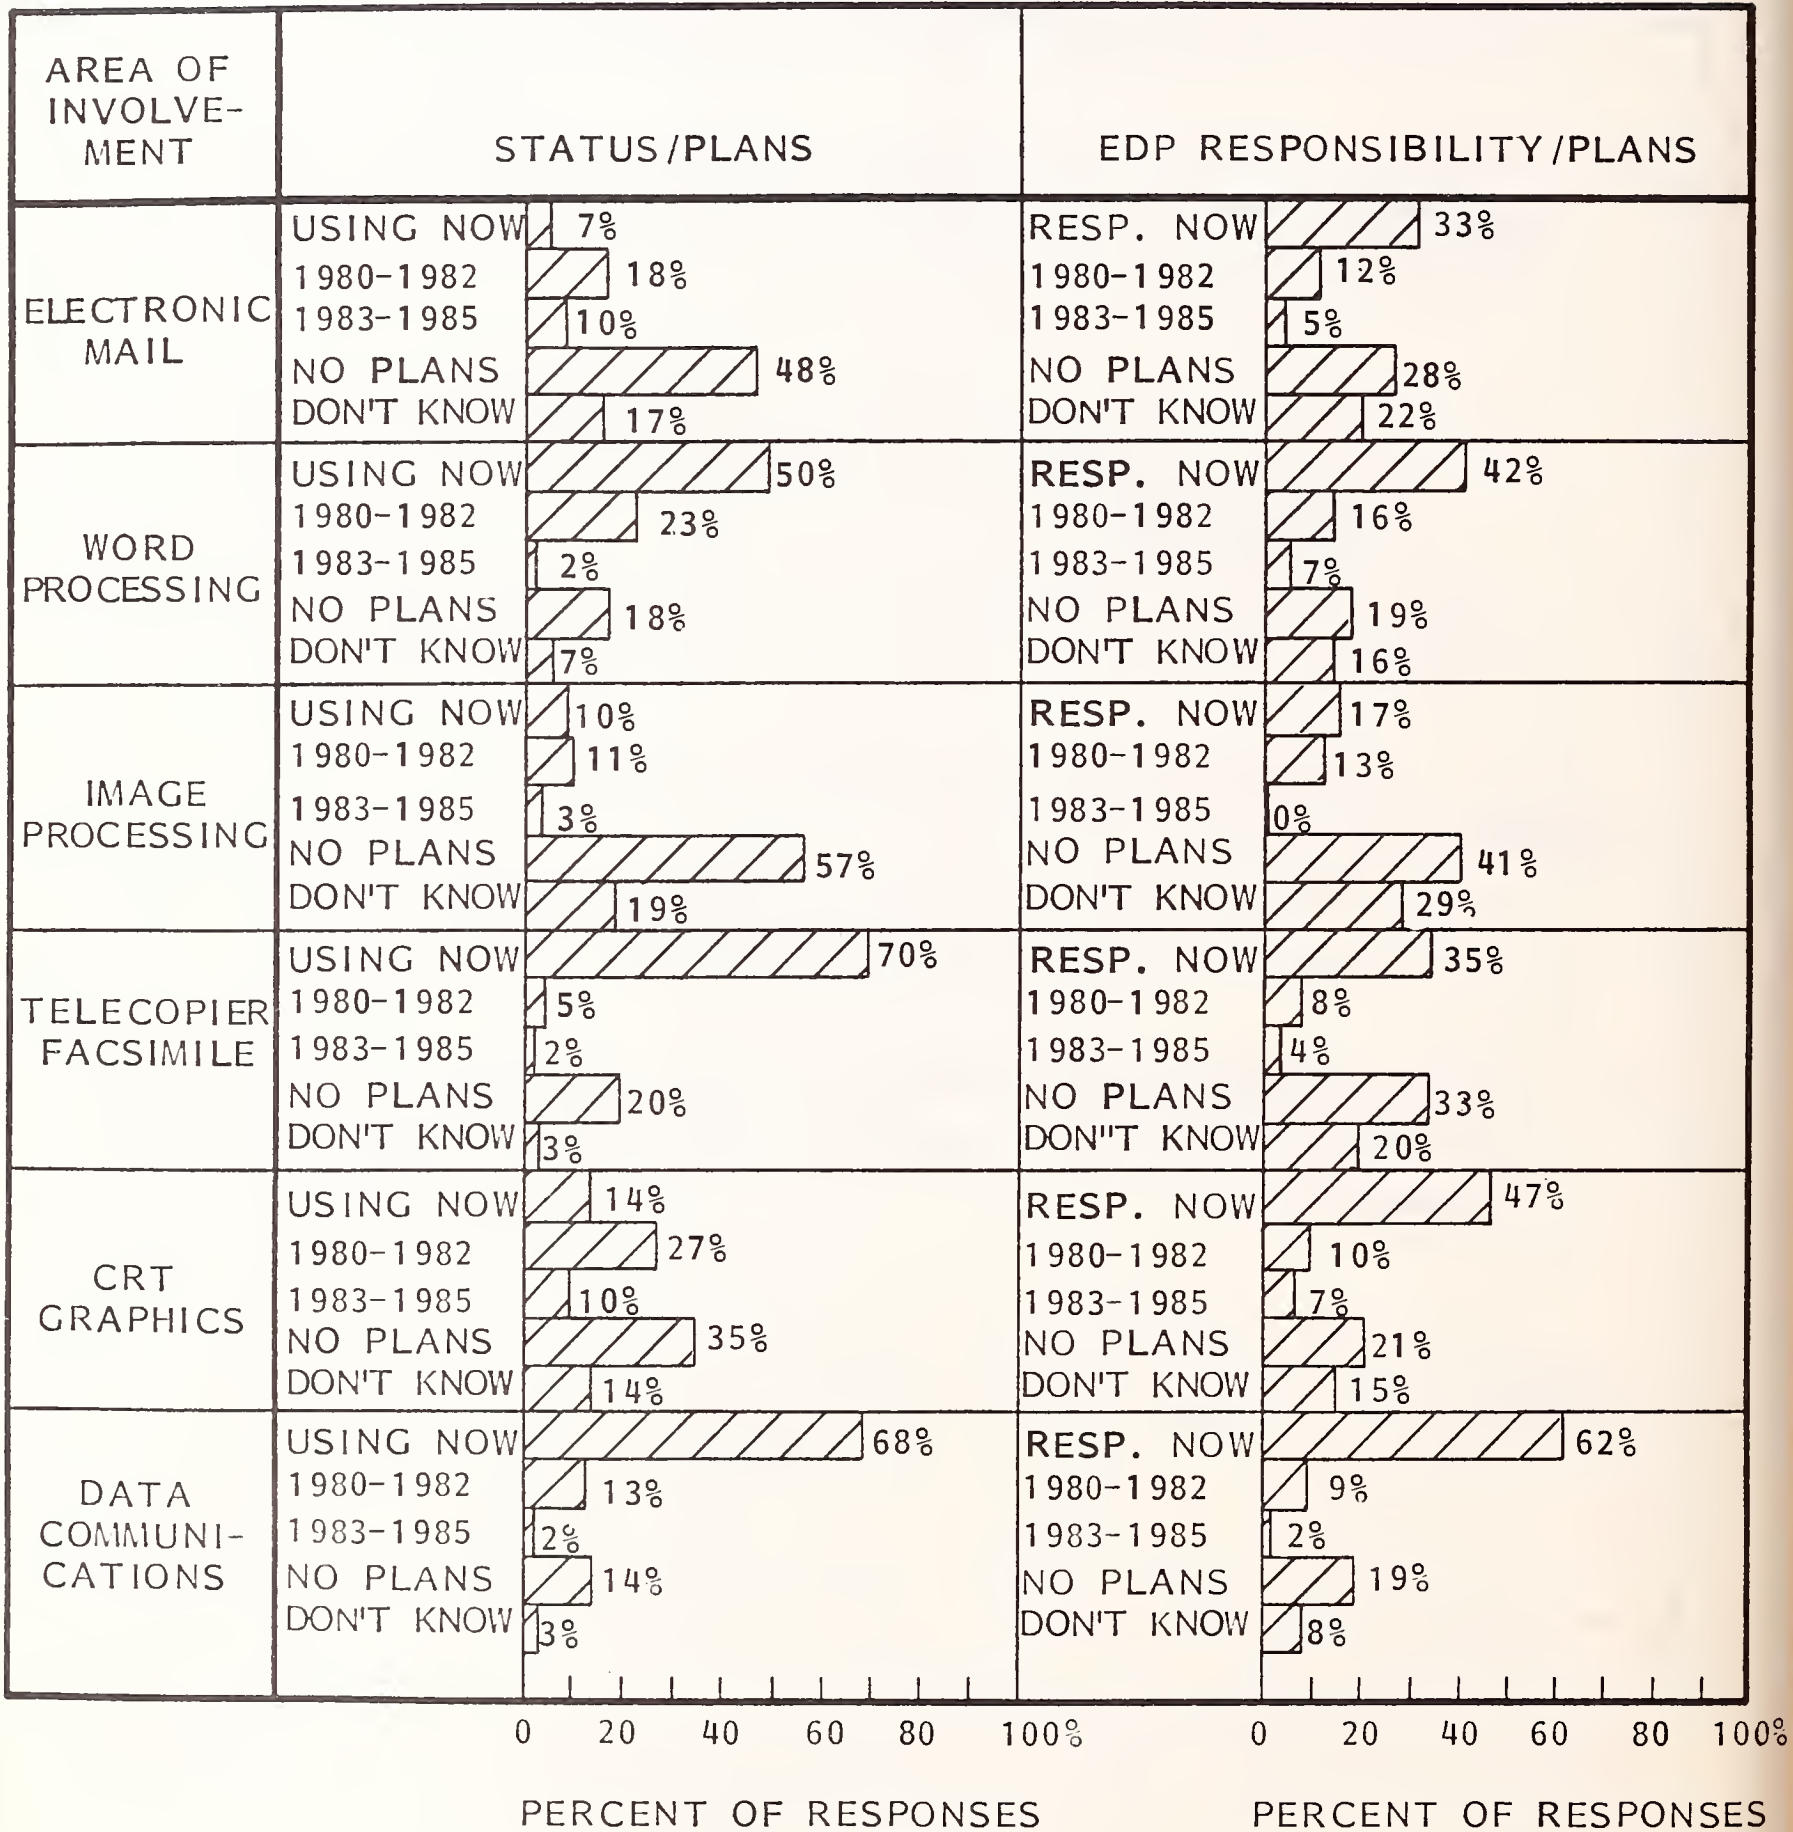 AREA OF
INVOLVE-
MENT
STATUS/PLANS
EDP RESPONSIBILITY/PLANS
ELECTRONIC
MAIL
USING NOW 7%
1980-1982 18%
1983-1985 10%
NO PLANS 48%
DON'T KNOW 17%
RESP. NOW 33%
1980-1982 12%
1983-1985 5%
NO PLANS 28%
DON'T KNOW 22%
WORD
PROCESSING
USING NOW 50%
1980-1982 23%
1983-1985 2%
NO PLANS 18%
DON'T KNOW 7%
RESP. NOW 42%
1980-1982 16%
1983-1985 7%
NO PLANS 19%
DON'T KNOW 16%
IMAGE
PROCESSING
USING NOW 10%
1980-1982 11%
1983-1985 3%
NO PLANS 57%
DON'T KNOW 19%
RESP. NOW 17%
1980-1982 13%
1983-1985 0%
NO PLANS 41%
DON'T KNOW 29%
TELECOPIER
FACSIMILE
USING NOW 70%
1980-1982 5%
1983-1985 2%
NO PLANS 20%
DON'T KNOW 3%
RESP. NOW 35%
1980-1982 8%
1983-1985 4%
NO PLANS 33%
DON"T KNOW 20%
CRT
GRAPHICS
USING NOW 14%
1980-1982 27%
1983-1985 10%
NO PLANS 35%
DON'T KNOW 14%
RESP. NOW 47%
1980-1982 10%
1983-1985 7%
NO PLANS 21%
DON'T KNOW 15%
DATA
COMMUNI-
CATIONS
USING NOW 68%
1980-1982 13%
1983-1985 2%
NO PLANS 14%
DON'T KNOW 3%
RESP. NOW 62%
1980-1982 9%
1983-1985 2%
NO PLANS 19%
DON'T KNOW 8%
0 20 40 60 80 100%
0 20 40 60 80 100%
PERCENT OF RESPONSES
PERCENT OF RESPONSES